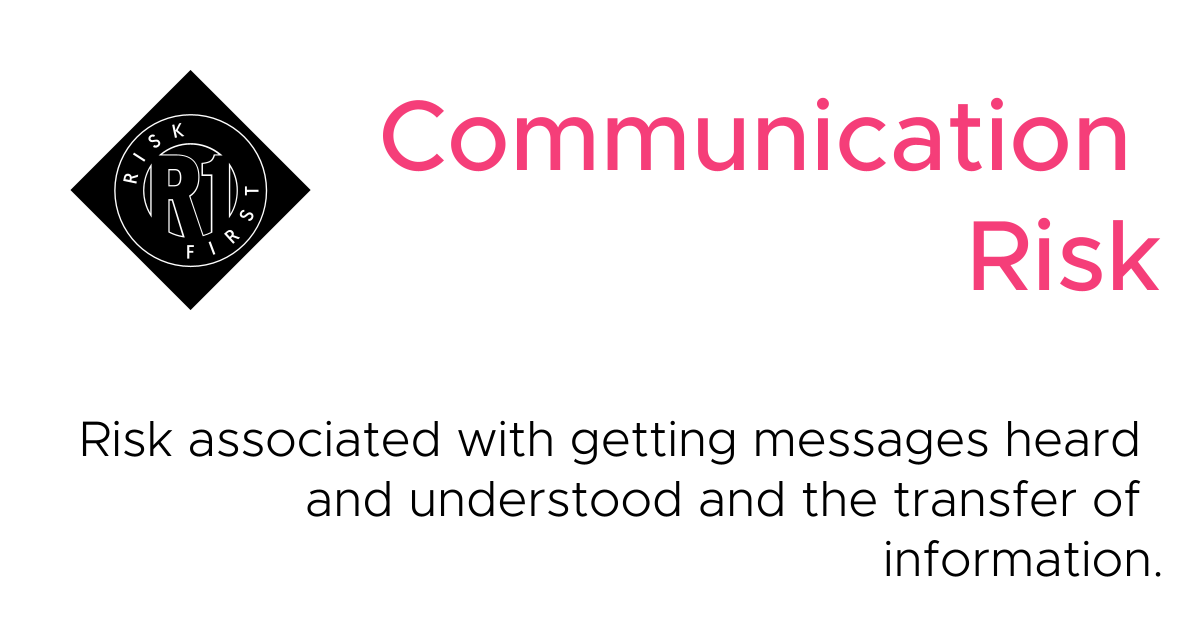 RISK
R1
FIRST
Communication
Risk
Risk associated with getting messages heard
and understood and the transfer of
information.